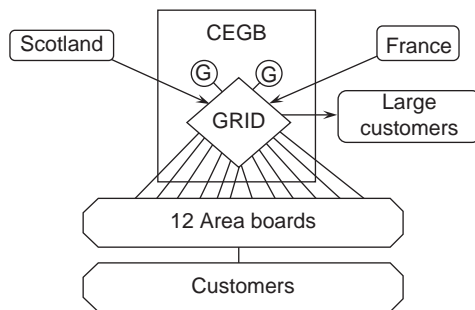 CEGB
Scotland
France
G
G
GRID
Large
customers
12 Area boards
Customers